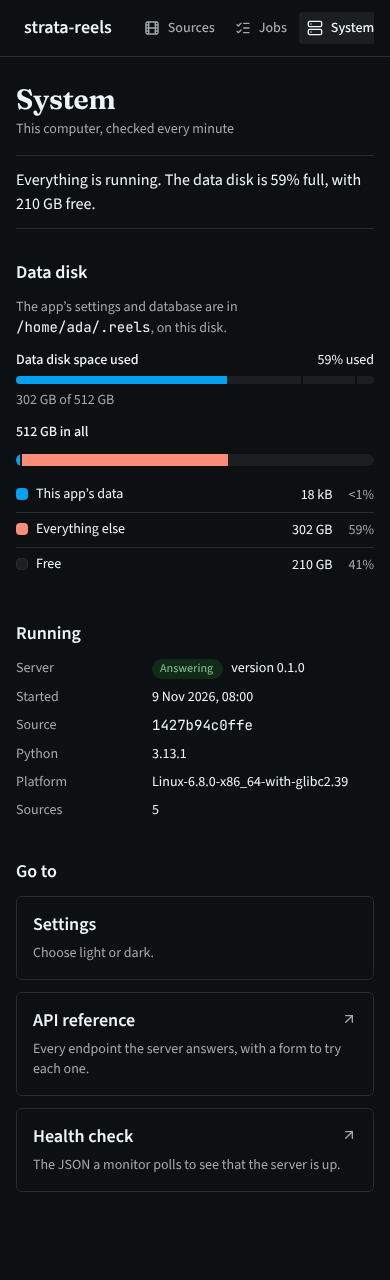 strata-reels
Sources
Jobs
System
System
This computer, checked every minute
Everything is running. The data disk is 59% full, with
210 GB free.
Data disk
The app’s settings and database are in
/home/ada/.reels, on this disk.
Data disk space used 59% used
302 GB of 512 GB
512 GB in all
This app’s data 18 kB <1%
Everything else 302 GB 59%
Free 210 GB 41%
Running
Server Answering version 0.1.0
Started 9 Nov 2026, 08:00
Source 1427b94c0ffe
Python 3.13.1
Platform Linux-6.8.0-x86_64-with-glibc2.39
Sources 5
Go to
Settings
Choose light or dark.
API reference
Every endpoint the server answers, with a form to try
each one.
Health check
The JSON a monitor polls to see that the server is up.